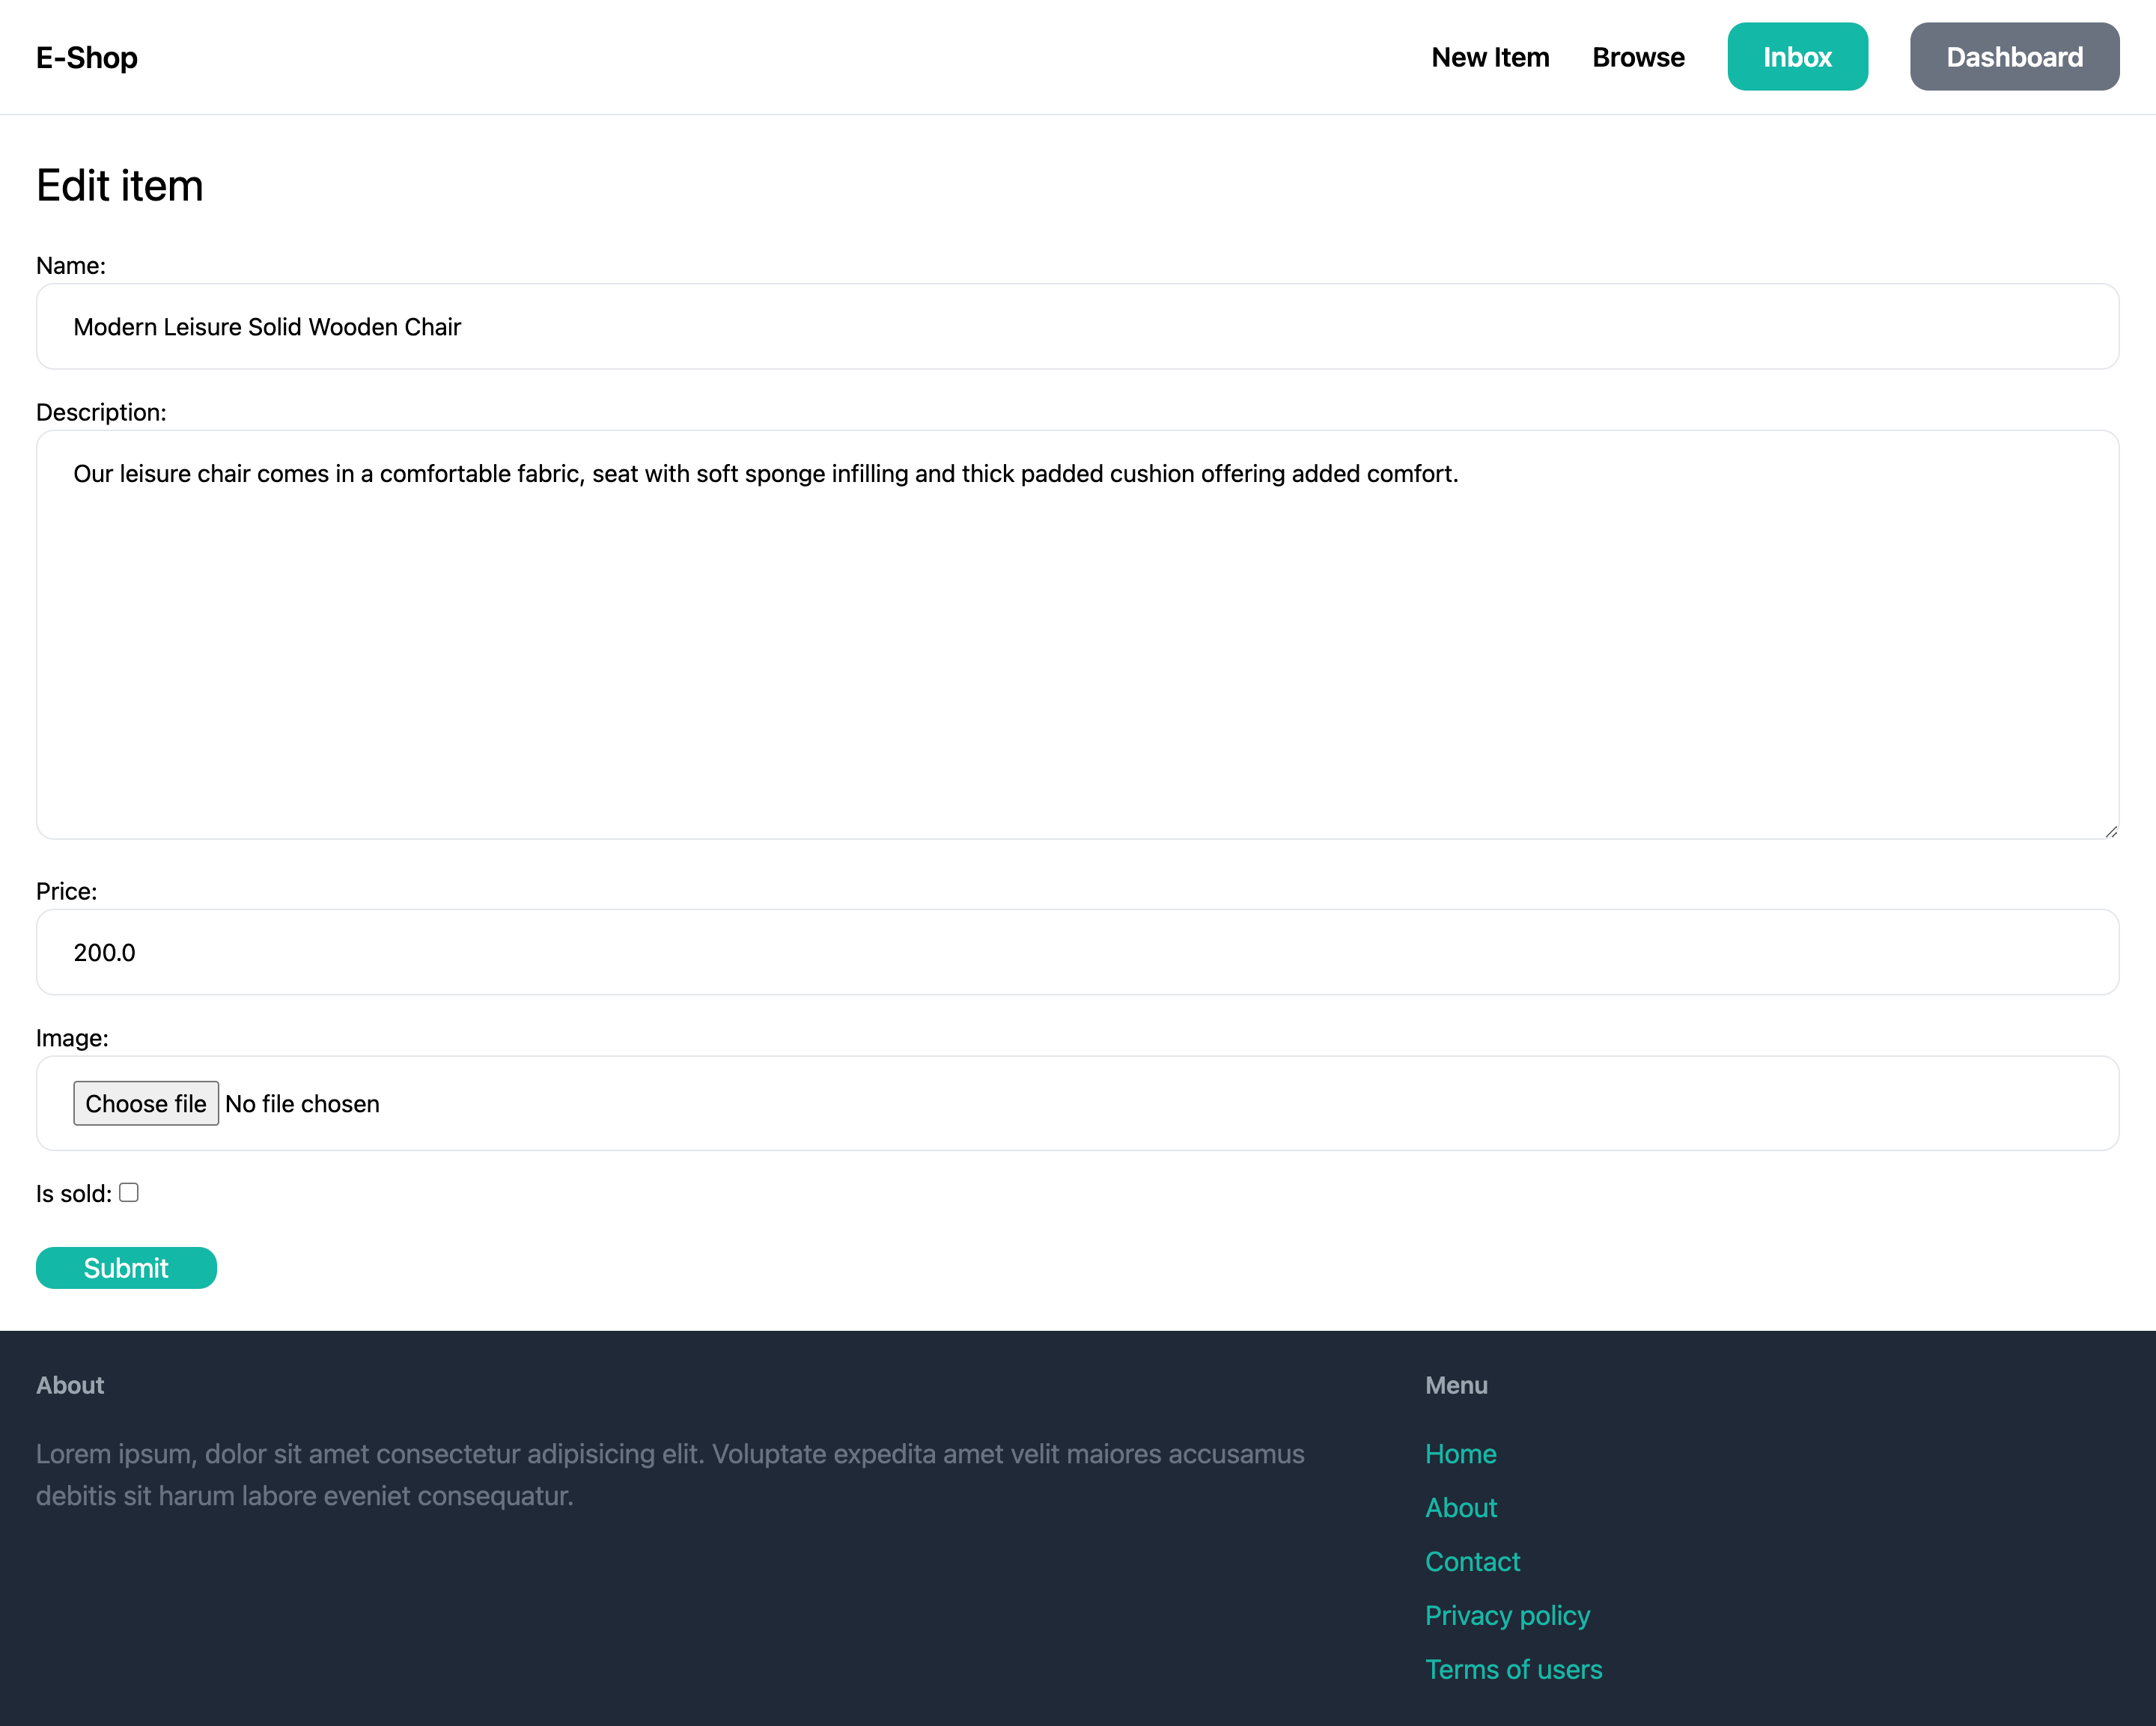 E-Shop
New Item
Browse
Inbox
Dashboard
Edit item
Name:
Modern Leisure Solid Wooden Chair
Description:
Our leisure chair comes in a comfortable fabric, seat with soft sponge infilling and thick padded cushion offering added comfort.
Price:
200.0
Image:
Choose file No file chosen
Is sold:
Submit
About
Lorem ipsum, dolor sit amet consectetur adipisicing elit. Voluptate expedita amet velit maiores accusamus
debitis sit harum labore eveniet consequatur.
Menu
Home
About
Contact
Privacy policy
Terms of users